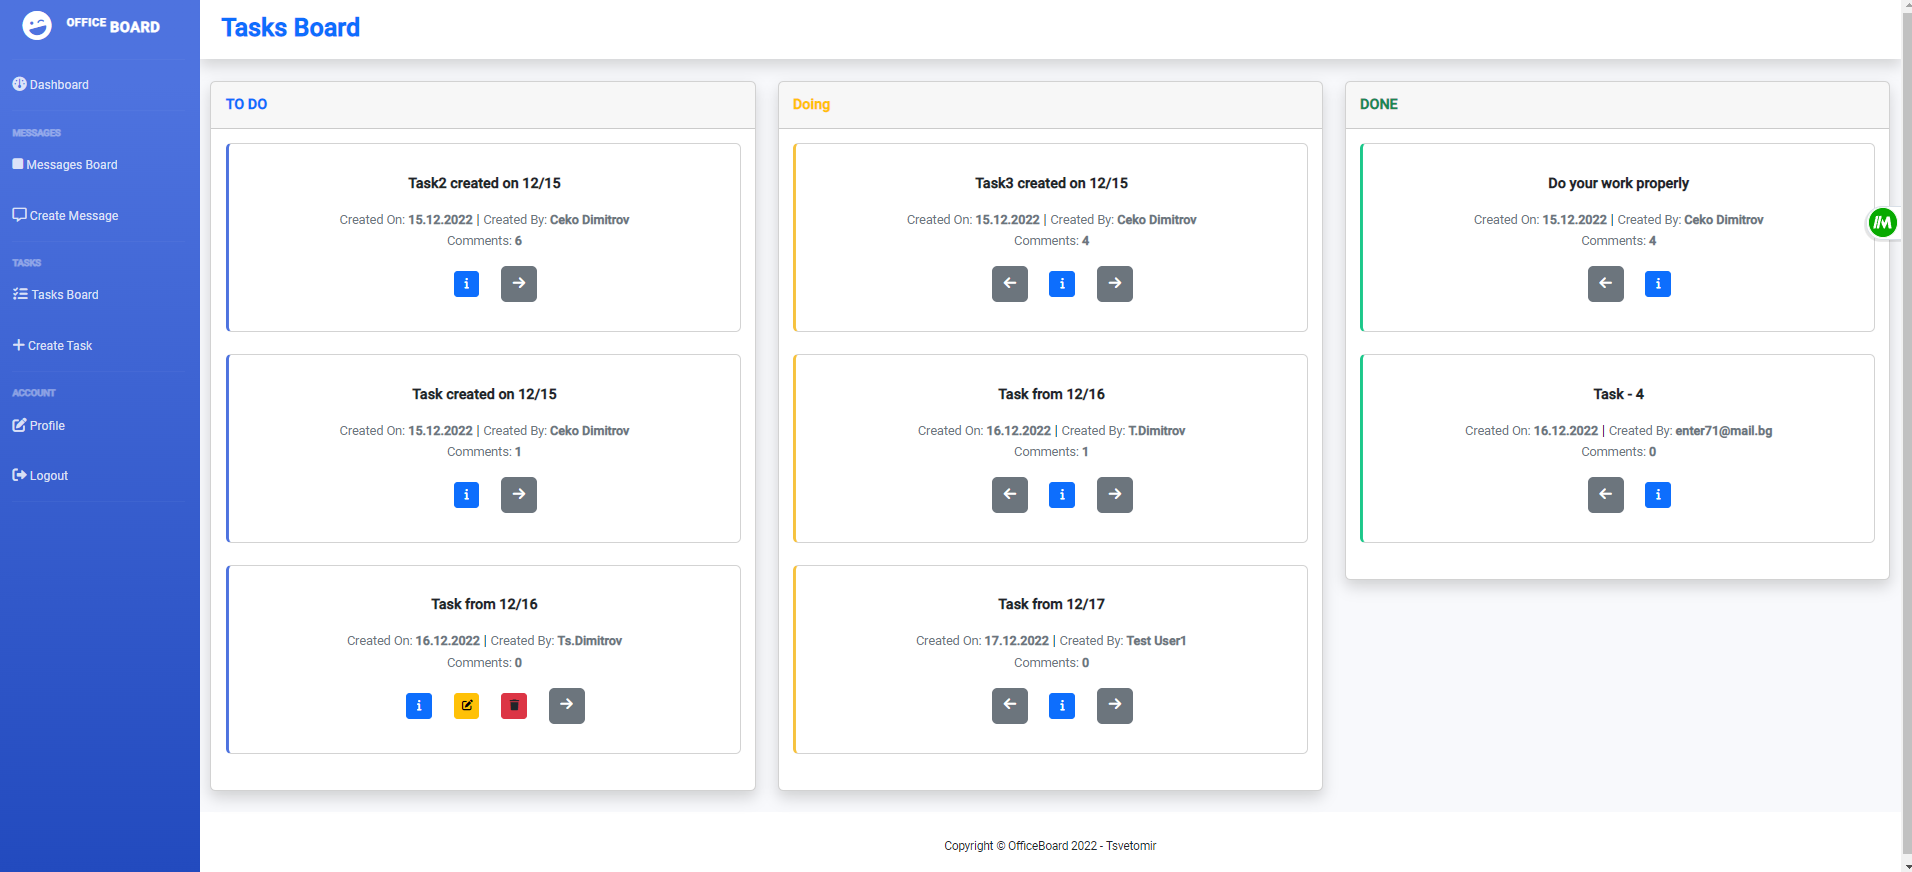 OFFICE BOARD
Tasks Board
Dashboard
MESSAGES
Messages Board
Create Message
TASKS
Tasks Board
Create Task
ACCOUNT
Profile
Logout
TO DO
Task2 created on 12/15
Created On: 15.12.2022 | Created By: Ceko Dimitrov
Comments: 6
Task created on 12/15
Created On: 15.12.2022 | Created By: Ceko Dimitrov
Comments: 1
Task from 12/16
Created On: 16.12.2022 | Created By: Ts.Dimitrov
Comments: 0
Doing
Task3 created on 12/15
Created On: 15.12.2022 | Created By: Ceko Dimitrov
Comments: 4
Task from 12/16
Created On: 16.12.2022 | Created By: T.Dimitrov
Comments: 1
Task from 12/17
Created On: 17.12.2022 | Created By: Test User1
Comments: 0
DONE
Do your work properly
Created On: 15.12.2022 | Created By: Ceko Dimitrov
Comments: 4
Task - 4
Created On: 16.12.2022 | Created By: enter71@mail.bg
Comments: 0
Copyright © OfficeBoard 2022 - Tsvetomir